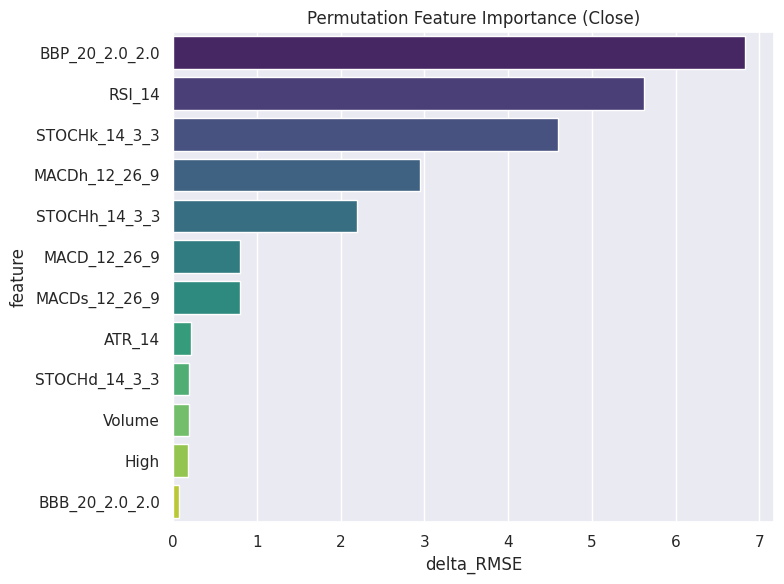 Permutation Feature Importance (Close)
BBP_20_2.0_2.0
RSI_14
STOCHk_14_3_3
MACDh_12_26_9
STOCHh_14_3_3
MACD_12_26_9
MACDs_12_26_9
ATR_14
STOCHd_14_3_3
Volume
High
BBB_20_2.0_2.0
feature
0 1 2 3 4 5 6 7
delta_RMSE